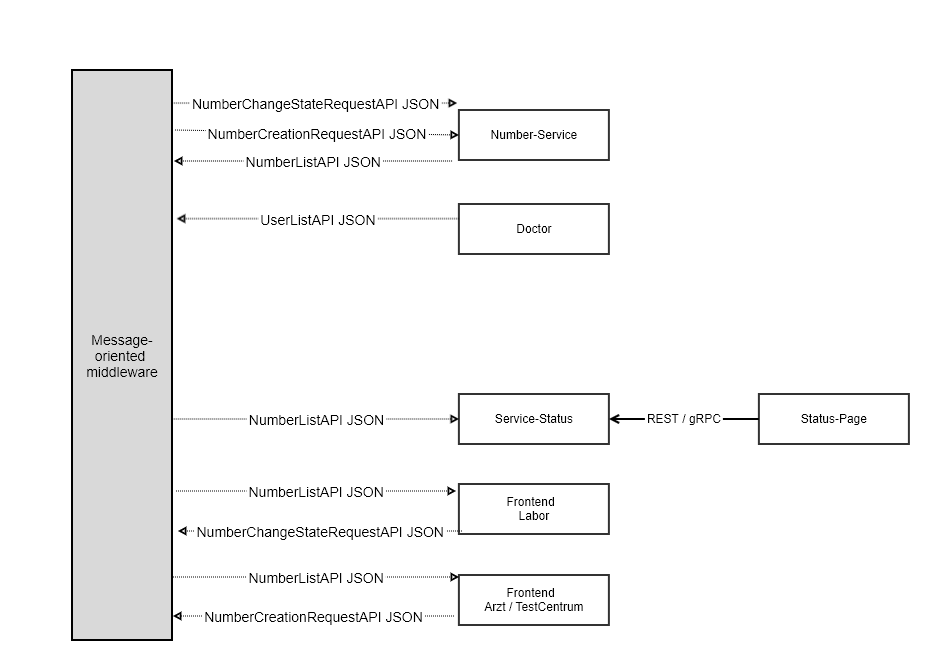 NumberChangeStateRequestAPI JSON
NumberCreationRequestAPI JSON
Number-Service
NumberListAPI JSON
UserListAPI JSON
Doctor
Message-
oriented
middleware
NumberListAPI JSON
Service-Status
REST / gRPC
Status-Page
NumberListAPI JSON
Frontend
Labor
NumberChangeStateRequestAPI JSON
NumberListAPI JSON
Frontend
Arzt / TestCentrum
NumberCreationRequestAPI JSON